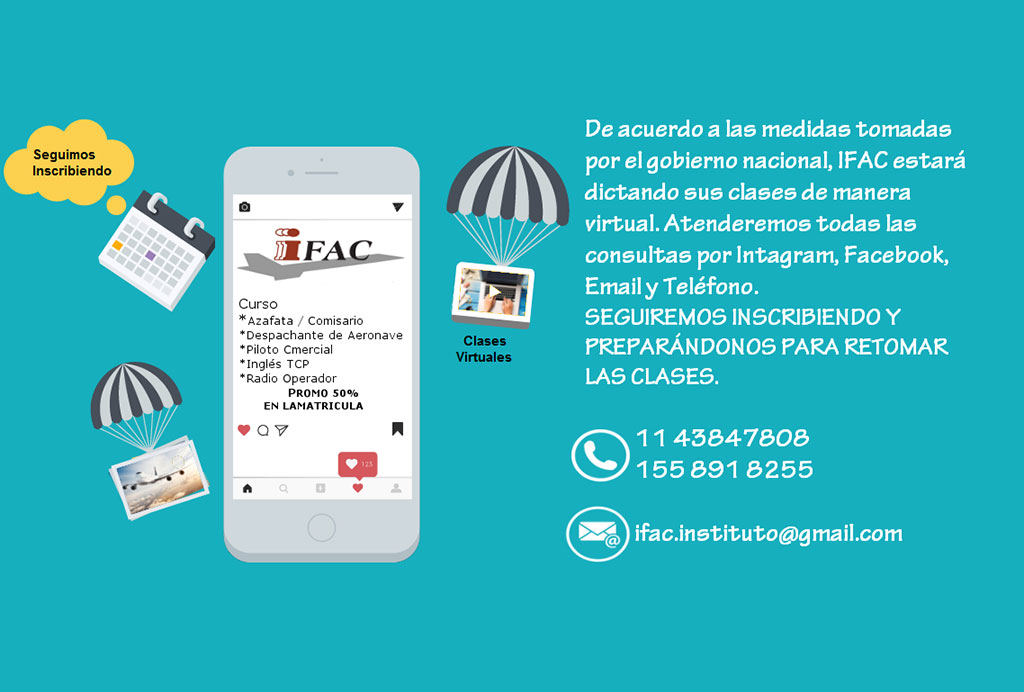 Seguimos
Inscribiendo
iFAC
Curso
*Azafata / Comisario
*Despachante de Aeronave
*Piloto Cmercial
*Inglés TCP
*Radio Operador
PROMO 50%
EN LAMATRICULA
123
Clases
Virtuales
De acuerdo a las medidas tomadas
por el gobierno nacional, IFAC estará
dictando sus clases de manera
virtual. Atenderemos todas las
consultas por Intagram, Facebook,
Email y Teléfono.
SEGUIREMOS INSCRIBIENDO Y
PREPARÁNDONOS PARA RETOMAR
LAS CLASES.
11 43847808
155 891 8255
@
ifac.instituto@gmail.com